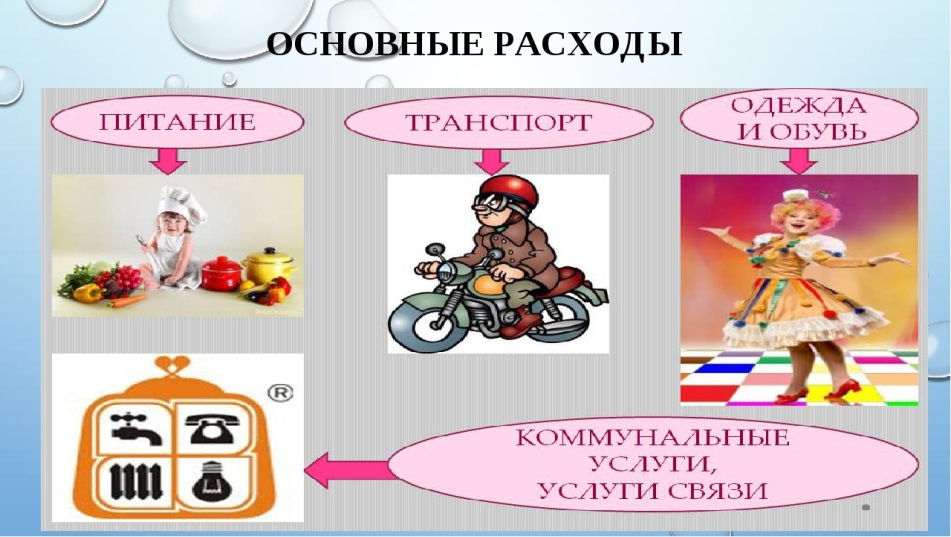 ОСНОВНЫЕ РАСХОДЫ
ПИТАНИЕ
ТРАНСПОРТ
ОДЕЖДА
И ОБУВЬ
®
КОММУНАЛЬНЫЕ
УСЛУГИ,
УСЛУГИ СВЯЗИ